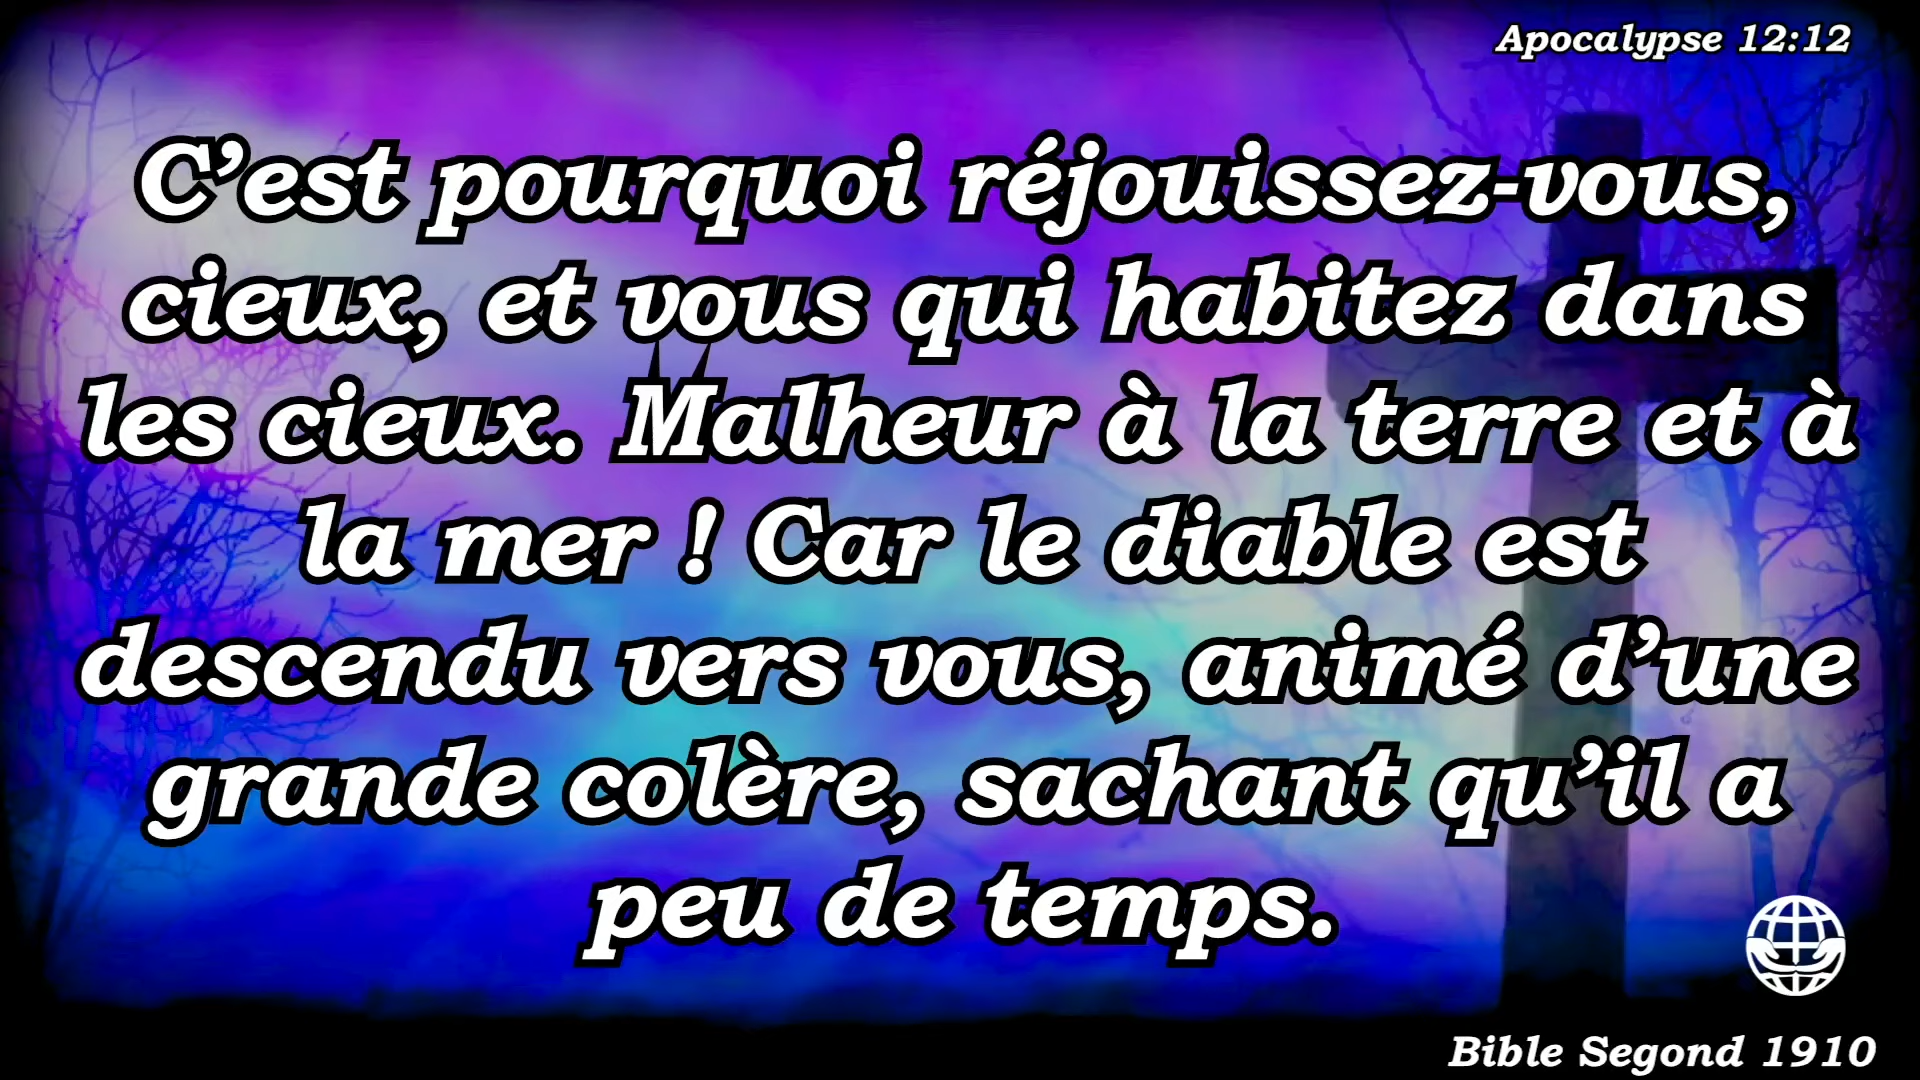 Apocalypse 12:12
C’est pourquoi réjouissez-vous,
cieux, et vous qui habitez dans
les cieux. Malheur à la terre et à
la mer ! Car le diable est
descendu vers vous, animé d’une
grande colère, sachant qu’il a
peu de temps.
Bible Segond 1910